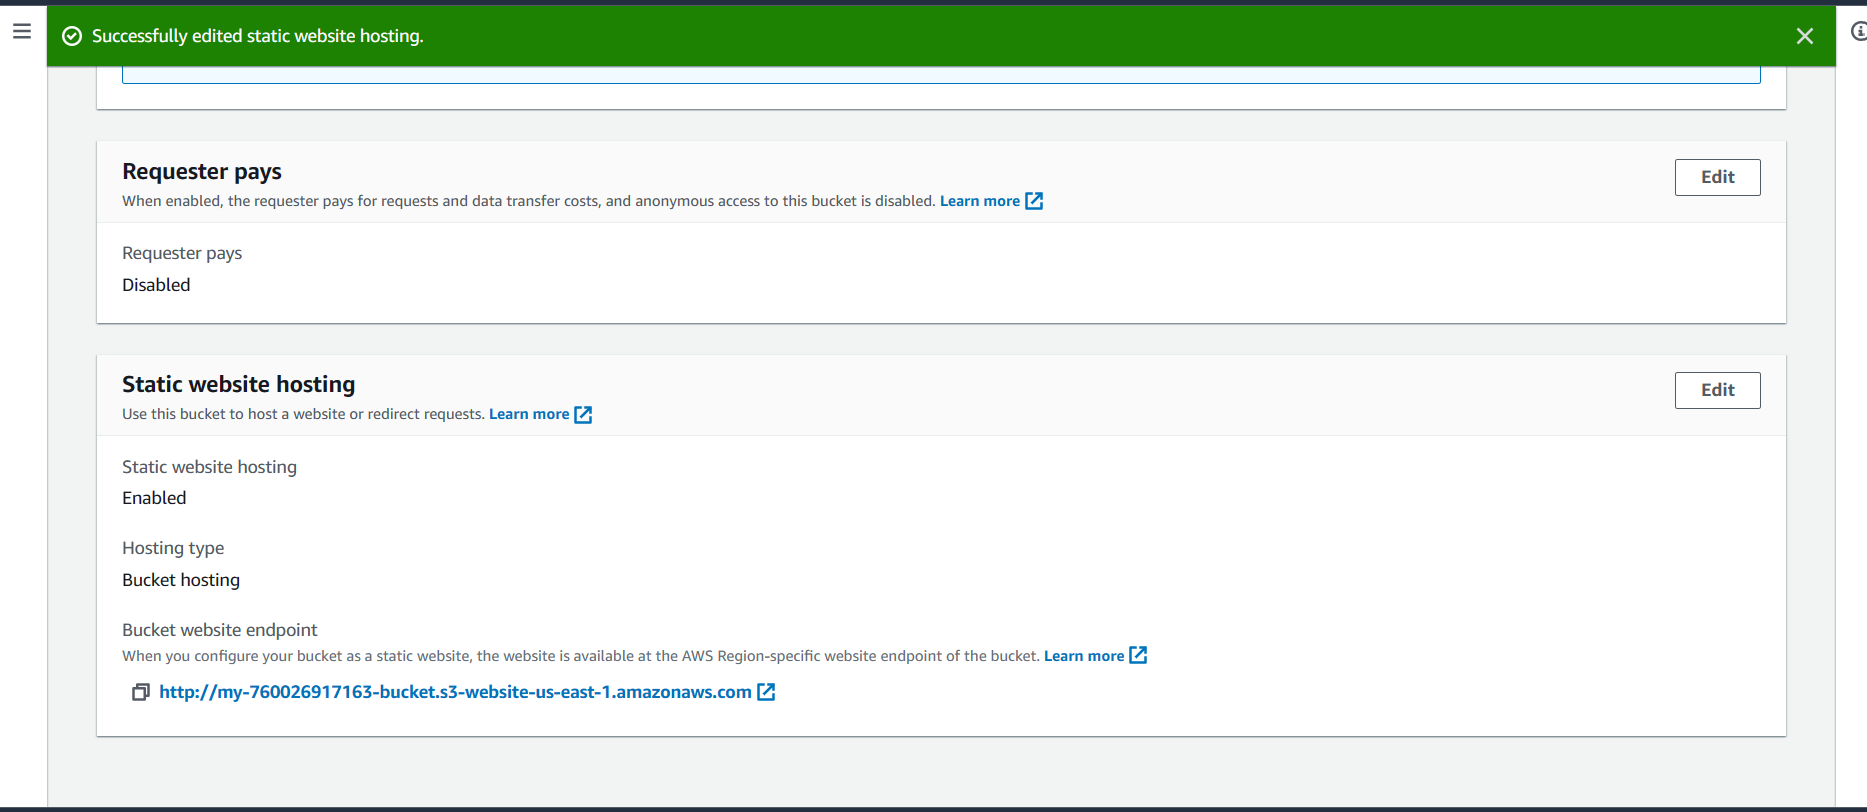 Successfully edited static website hosting.
Requester pays
Edit
When enabled, the requester pays for requests and data transfer costs, and anonymous access to this bucket is disabled. Learn more
Requester pays
Disabled
Static website hosting
Edit
Use this bucket to host a website or redirect requests. Learn more
Static website hosting
Enabled
Hosting type
Bucket hosting
Bucket website endpoint
When you configure your bucket as a static website, the website is available at the AWS Region-specific website endpoint of the bucket. Learn more
http://my-760026917163-bucket.s3-website-us-east-1.amazonaws.com